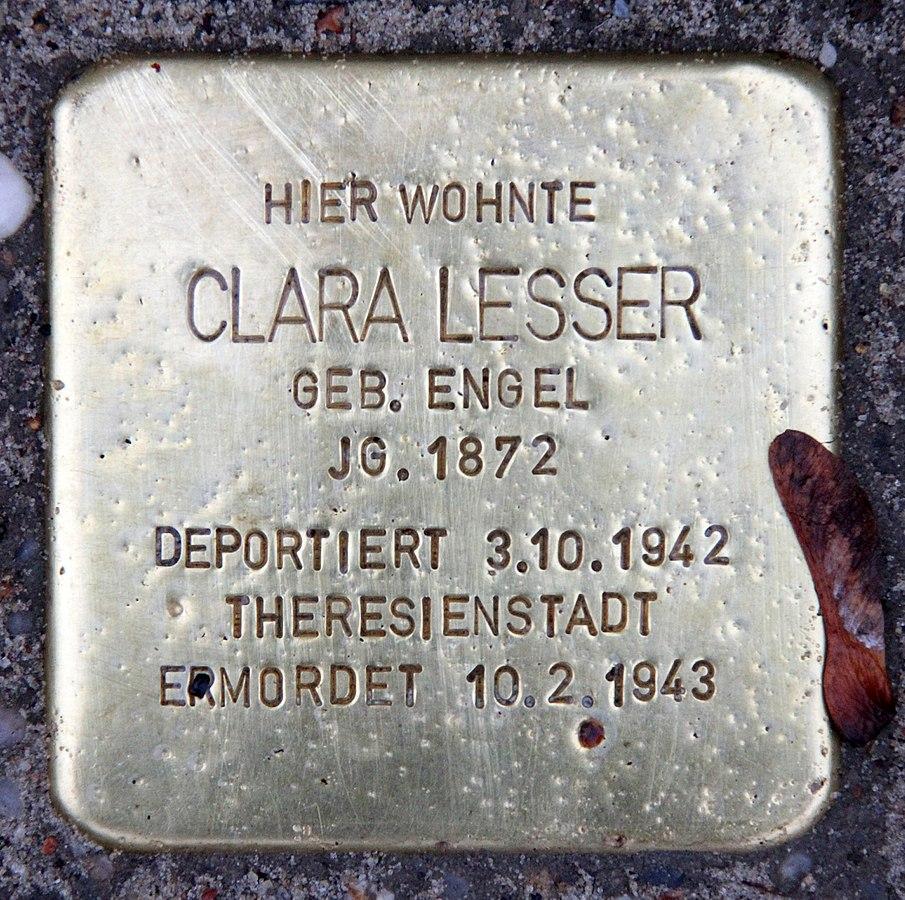 HIER WOHNTE
CLARA LESSER
GEB. ENGEL
JG. 1872
DEPORTIERT 3.10.1942
THERESIENSTADT
ERMORDET 10.2.1943